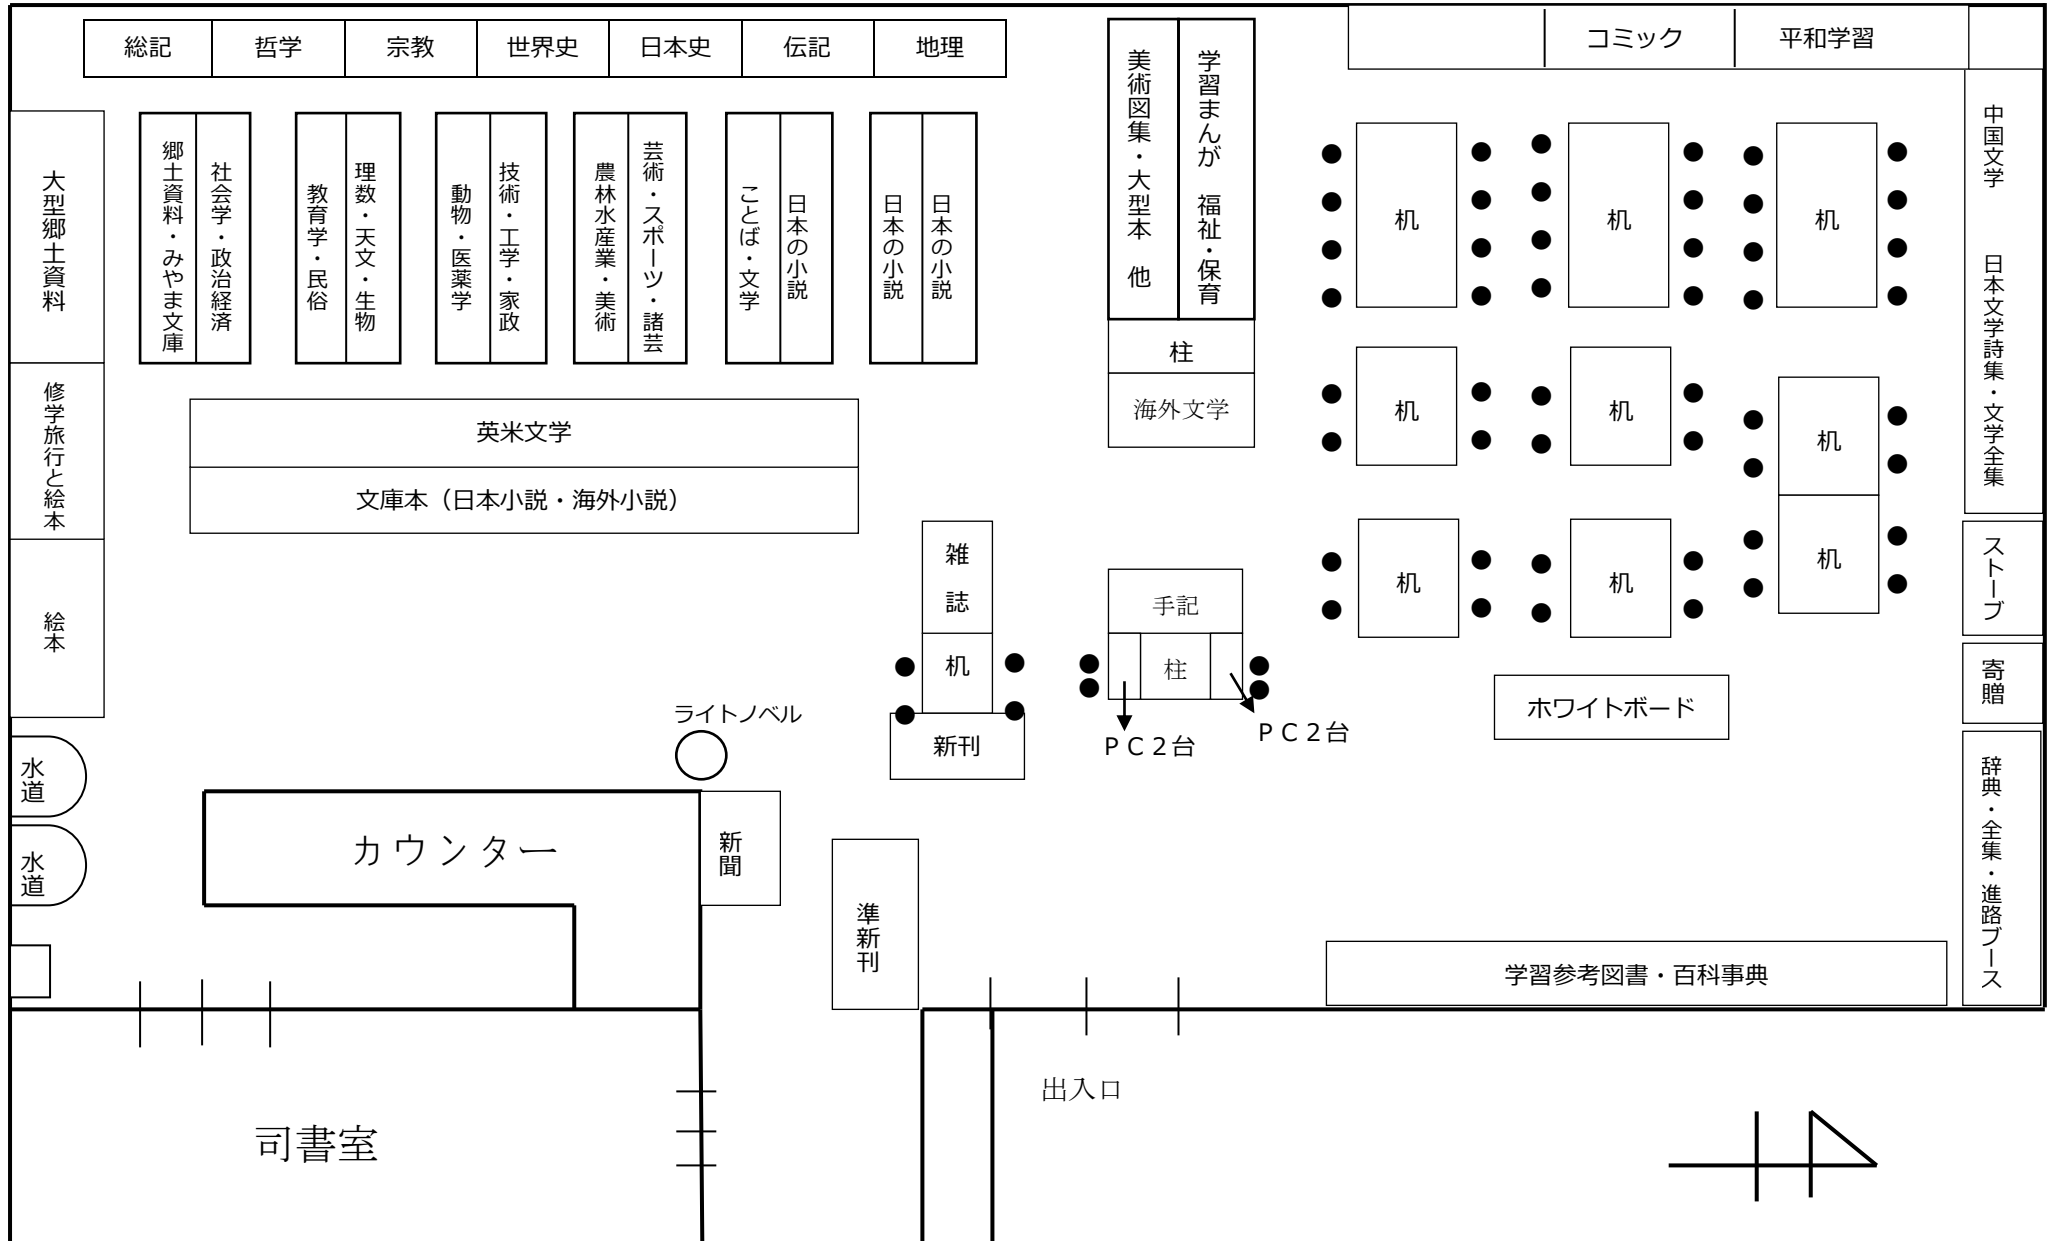 総記
哲学
宗教
世界史
日本史
伝記
地理
美術図集・大型本　他
学習まんが　福祉・保育
コミック
平和学習
大型郷土資料
郷土資料・みやま文庫
社会学・政治経済
教育学・民俗
理数・天文・生物
動物・医薬学
技術・工学・家政
農林水産業・美術
芸術・スポーツ・諸芸
ことば・文学
日本の小説
日本の小説
日本の小説
机
机
机
中国文学
日本文学詩集・文学全集
柱
海外文学
机
机
机
修学旅行と絵本
英米文学
文庫本（日本小説・海外小説）
雑誌
机
手記
柱
机
机
机
ストーブ
絵本
寄贈
ライトノベル
新刊
ＰＣ２台
ＰＣ２台
ホワイトボード
水道
水道
カウンター
新聞
準新刊
辞典・全集・進路ブース
学習参考図書・百科事典
司書室
出入口